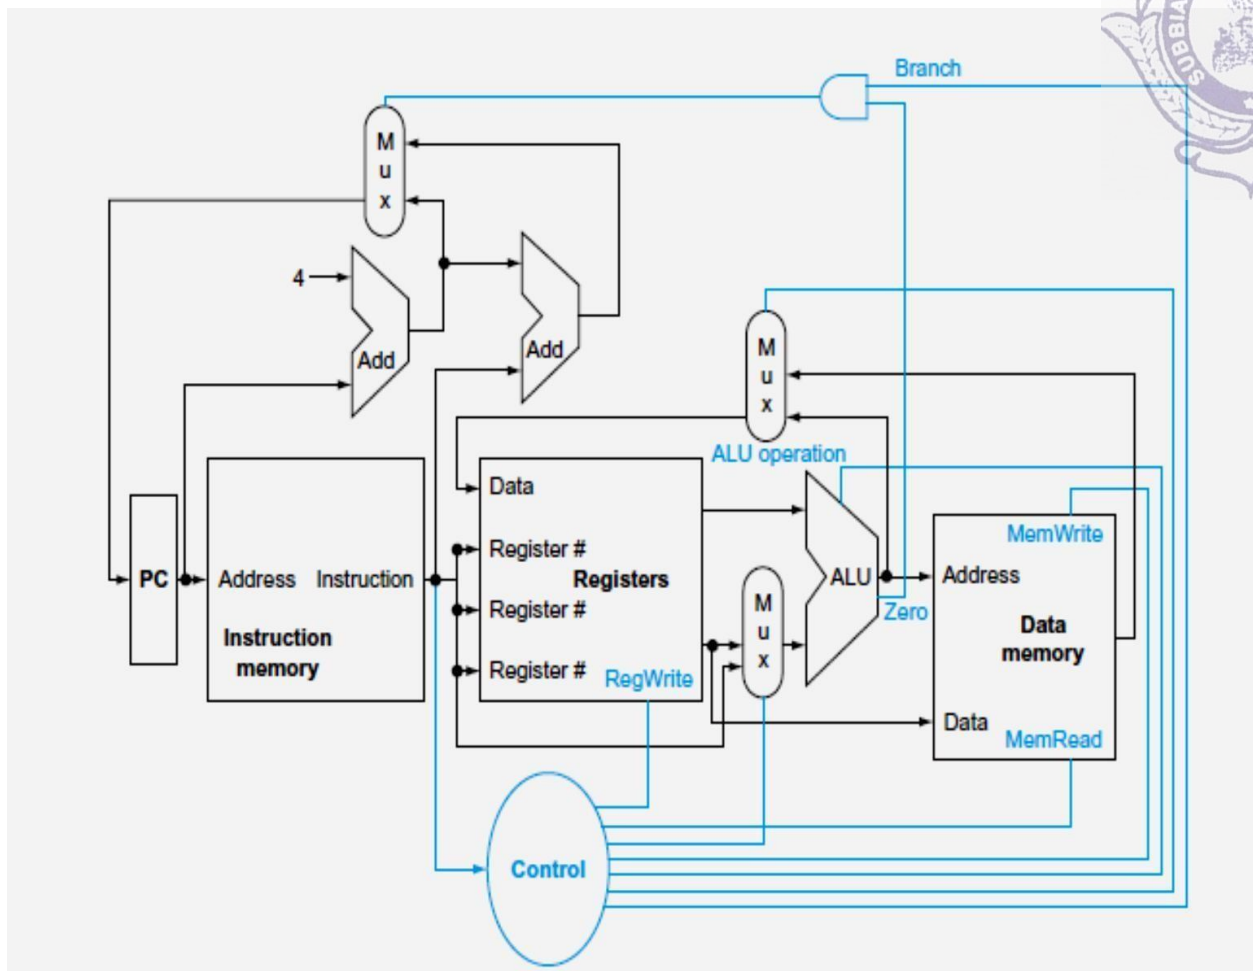 SUBBIA
Branch
M
u
x
4
Add
Add
M
u
x
ALU operation
Data
Register #
Register #
Register #
Registers
RegWrite
PC
Address
Instruction
Instruction
memory
M
u
x
ALU
Zero
MemWrite
Address
Data
memory
Data
MemRead
Control